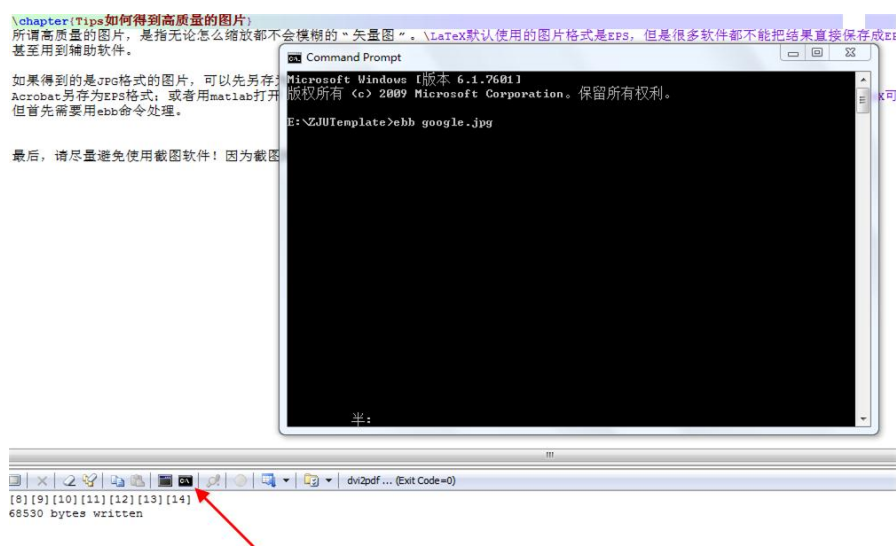 \chapter{Tips如何得到高质量的图片}
所谓高质量的图片，是指无论怎么缩放都不会模糊的“矢量图”。\LaTeX默认使用的图片格式是EPS，但是很多软件都不能把结果直接保存成
甚至用到辅助软件。
如果得到的是JPG格式的图片，可以先另存
Acrobat另存为EPS格式；或者用matlab打开
X可
但首先需要用ebb命令处理。
最后，请尽量避免使用截图软件！因为截图
Command Prompt
Microsoft Windows [版本 6.1.7601]
版权所有 (c) 2009 Microsoft Corporation。保留所有权利。
E:\ZJUTemplate>ebb google.jpg
半:
dvi2pdf ... (Exit Code=0)
[8][9][10][11][12][13][14]
68530 bytes written